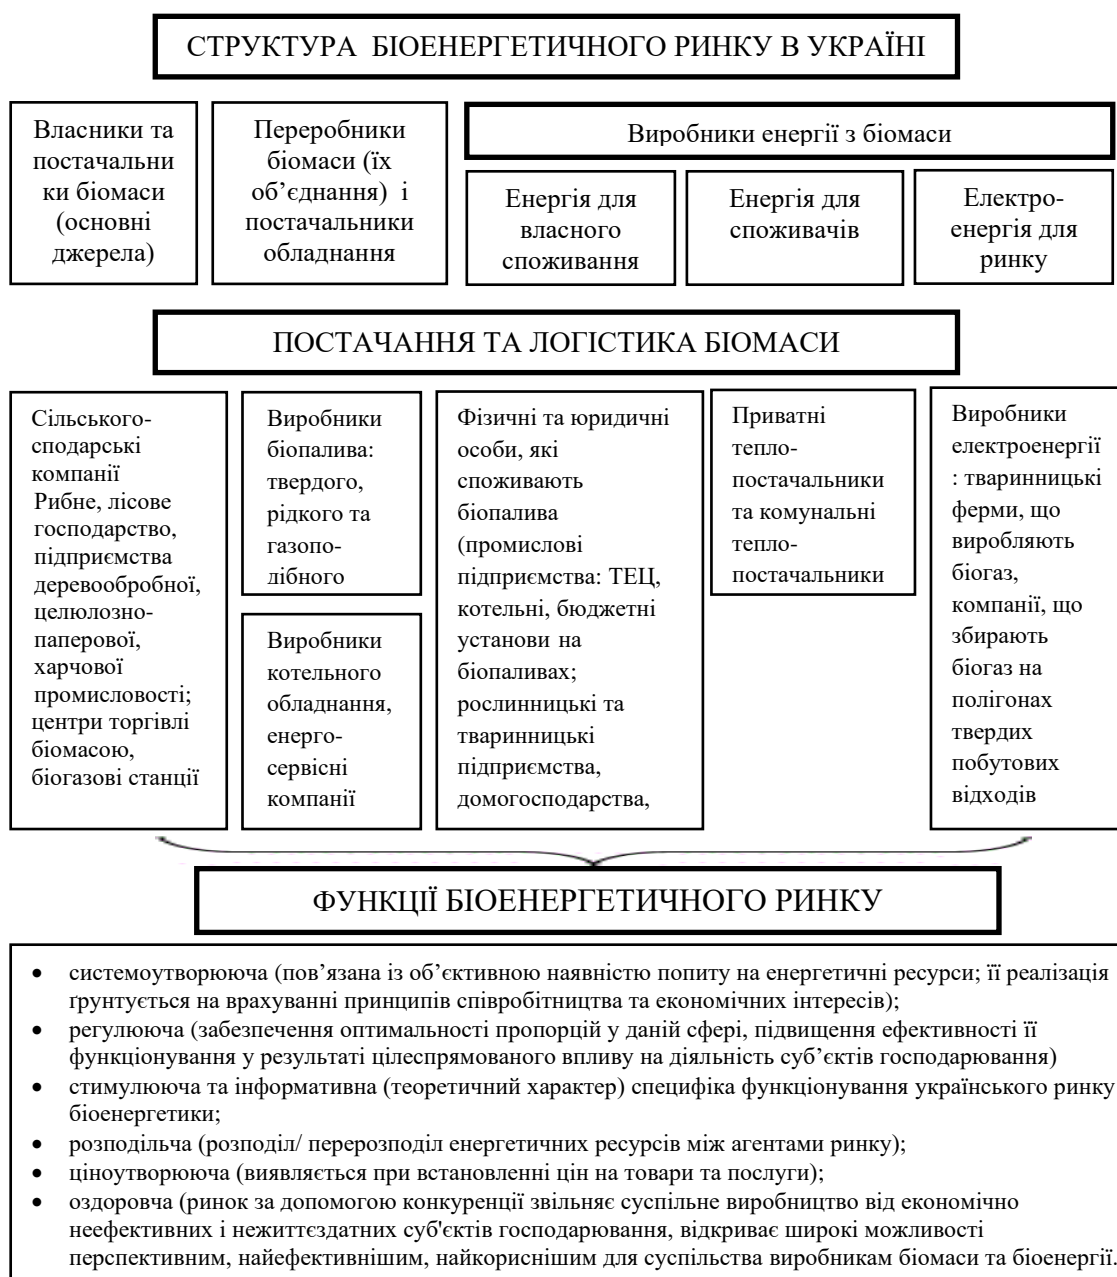 СТРУКТУРА БІОЕНЕРГЕТИЧНОГО РИНКУ В УКРАЇНІ
Власники та
постачальни
ки біомаси
(основні
джерела)
Переробники
біомаси (їх
об’єднання) і
постачальники
обладнання
Виробники енергії з біомаси
Енергія для
власного
споживання
Енергія для
споживачів
Електро-
енергія для
ринку
ПОСТАЧАННЯ ТА ЛОГІСТИКА БІОМАСИ
Сільського-
сподарські
компанії
Рибне, лісове
господарство,
підприємства
деревообробної,
целюлозно-
паперової,
харчової
промисловості;
центри торгівлі
біомасою,
біогазові станції
Виробники
біопалива:
твердого,
рідкого та
газопо-
дібного
Виробники
котельного
обладнання,
енерго-
сервісні
компанії
Фізичні та юридичні
особи, які
споживають
біопалива
(промислові
підприємства: ТЕЦ,
котельні, бюджетні
установи на
біопаливах;
рослинницькі та
тваринницькі
підприємства,
домогосподарства,
Приватні
тепло-
постачальники
та комунальні
тепло-
постачальники
Виробники
електроенергії
: тваринницькі
ферми, що
виробляють
біогаз,
компанії, що
збирають
біогаз на
полігонах
твердих
побутових
відходів
ФУНКЦІЇ БІОЕНЕРГЕТИЧНОГО РИНКУ
• системоутворююча (пов’язана із об’єктивною наявністю попиту на енергетичні ресурси; її реалізація
ґрунтується на врахуванні принципів співробітництва та економічних інтересів);
• регулююча (забезпечення оптимальності пропорцій у даній сфері, підвищення ефективності її
функціонування у результаті цілеспрямованого впливу на діяльність суб’єктів господарювання)
• стимулююча та інформативна (теоретичний характер) специфіка функціонування українського ринку
біоенергетики;
• розподільча (розподіл/ перерозподіл енергетичних ресурсів між агентами ринку);
• ціноутворююча (виявляється при встановленні цін на товари та послуги);
• оздоровча (ринок за допомогою конкуренції звільняє суспільне виробництво від економічно
неефективних і нежиттєздатних суб'єктів господарювання, відкриває широкі можливості
перспективним, найефективнішим, найкориснішим для суспільства виробникам біомаси та біоенергії.